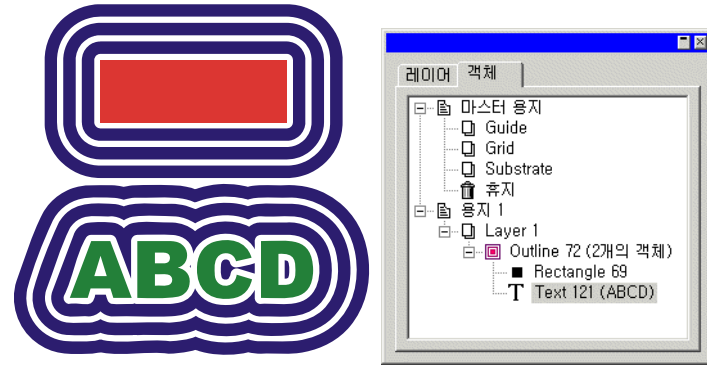 ABCD
레이어 객체
마스터 용지
Guide
Grid
Substrate
휴지
용지 1
Layer 1
Outline 72 (2개의 객체)
Rectangle 69
Text 121 (ABCD)